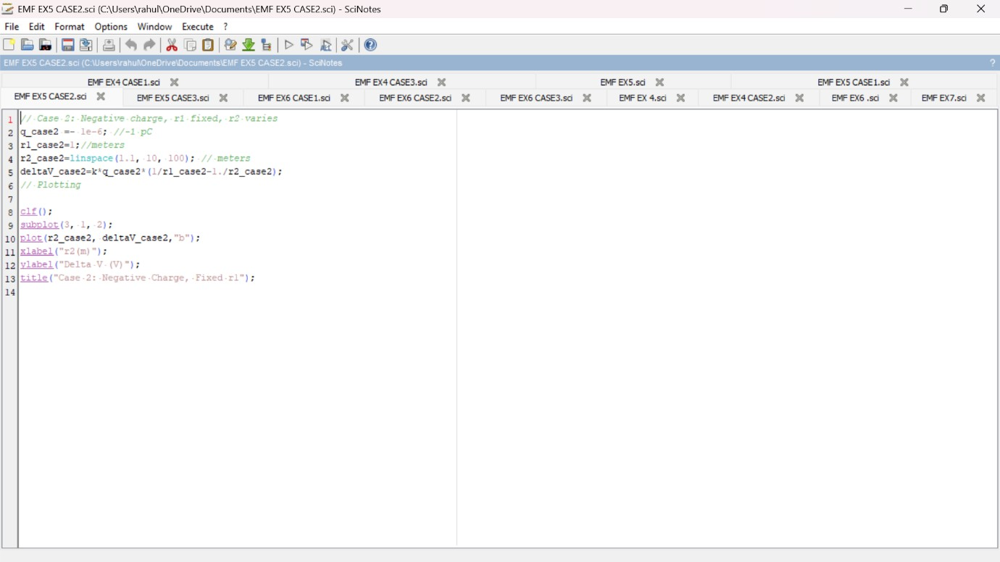 EMF EX5 CASE2.sci (C:\Users\rahul\OneDrive\Documents\EMF EX5 CASE2.sci) - SciNotes
File Edit Format Options Window Execute ?
EMF EX5 CASE2.sci (C:\Users\rahul\OneDrive\Documents\EMF EX5 CASE2.sci) - SciNotes ?
EMF EX4 CASE1.sci EMF EX4 CASE3.sci EMF EX5.sci EMF EX5 CASE1.sci
EMF EX5 CASE2.sci EMF EX5 CASE3.sci EMF EX6 CASE1.sci EMF EX6 CASE2.sci EMF EX6 CASE3.sci EMF EX 4.sci EMF EX4 CASE2.sci EMF EX6 .sci EMF EX7.sci
1 // Case 2: Negative charge, r1 fixed, r2 varies
2 q_case2 =- 1e-6; //-1 pC
3 r1_case2=1;//meters
4 r2_case2=linspace(1.1, 10, 100); // meters
5 deltaV_case2=k*q_case2*(1/r1_case2-1./r2_case2);
6 // Plotting
7
8 clf();
9 subplot(3, 1, 2);
10 plot(r2_case2, deltaV_case2,"b");
11 xlabel("r2(m)");
12 ylabel("Delta V (V)");
13 title("Case 2: Negative Charge, Fixed r1");
14